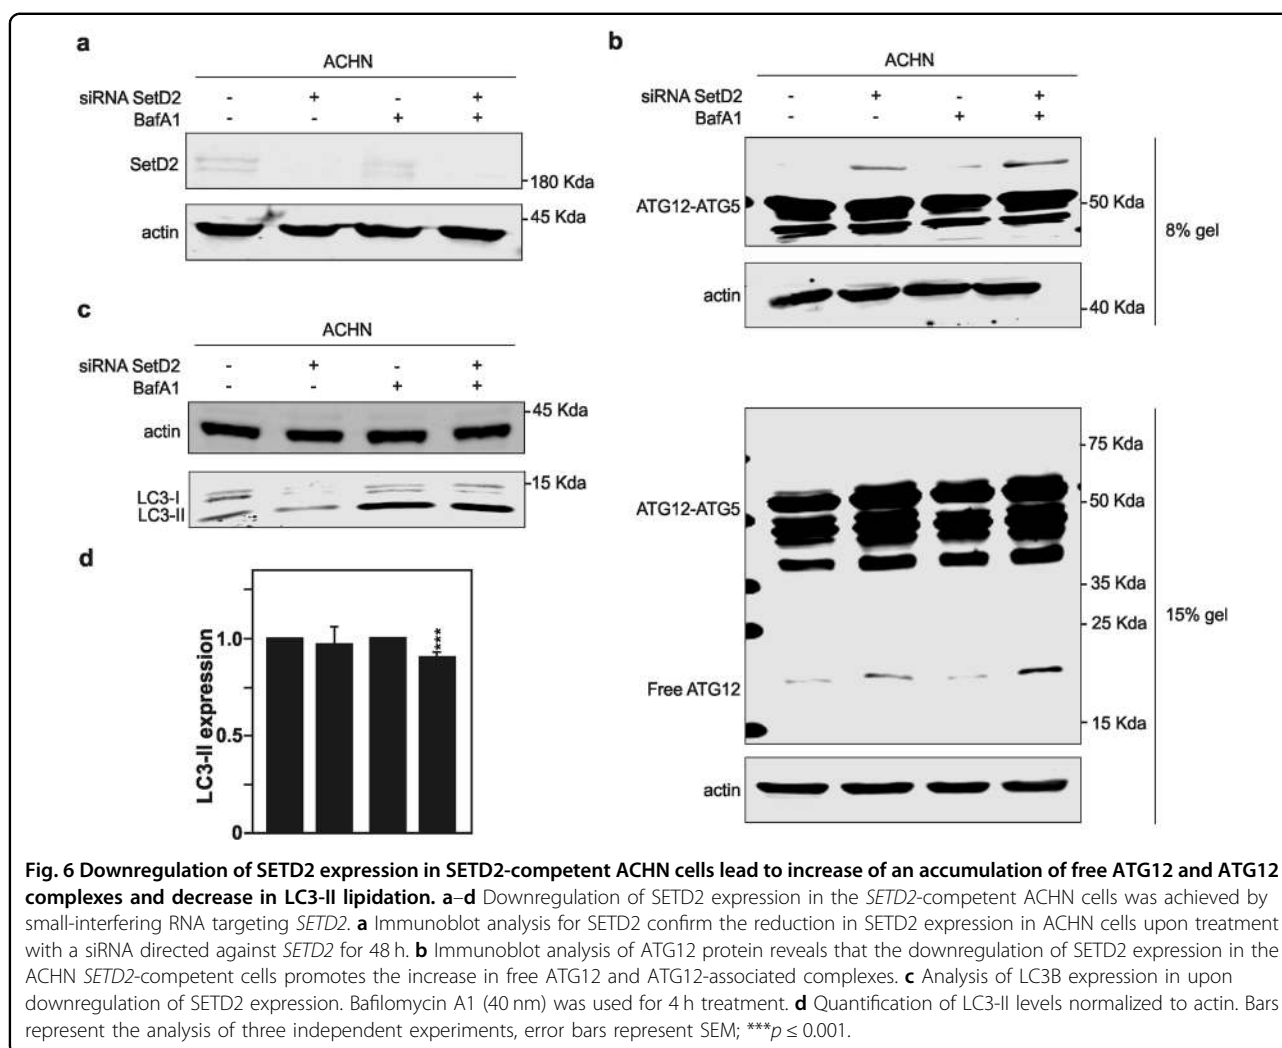 a
ACHN
siRNA SetD2 - + - +
BafA1 - - + +
SetD2
-180 Kda
-45 Kda
actin
b
ACHN
siRNA SetD2 - + - +
BafA1 - - + +
ATG12-ATG5
-50 Kda
8% gel
actin
-40 Kda
-75 Kda
ATG12-ATG5
-50 Kda
-35 Kda
-25 Kda
15% gel
Free ATG12
-15 Kda
actin
c
ACHN
siRNA SetD2 - + - +
BafA1 - - + +
-45 Kda
actin
-15 Kda
LC3-I
LC3-II
d
LC3-II expression
1.0
0.5
0
***
Fig. 6 Downregulation of SETD2 expression in SETD2-competent ACHN cells lead to increase of an accumulation of free ATG12 and ATG12
complexes and decrease in LC3-II lipidation. a–d Downregulation of SETD2 expression in the SETD2-competent ACHN cells was achieved by
small-interfering RNA targeting SETD2. a Immunoblot analysis for SETD2 confirm the reduction in SETD2 expression in ACHN cells upon treatment
with a siRNA directed against SETD2 for 48 h. b Immunoblot analysis of ATG12 protein reveals that the downregulation of SETD2 expression in the
ACHN SETD2-competent cells promotes the increase in free ATG12 and ATG12-associated complexes. c Analysis of LC3B expression in upon
downregulation of SETD2 expression. Bafilomycin A1 (40 nm) was used for 4 h treatment. d Quantification of LC3-II levels normalized to actin. Bars
represent the analysis of three independent experiments, error bars represent SEM; ***p ≤ 0.001.